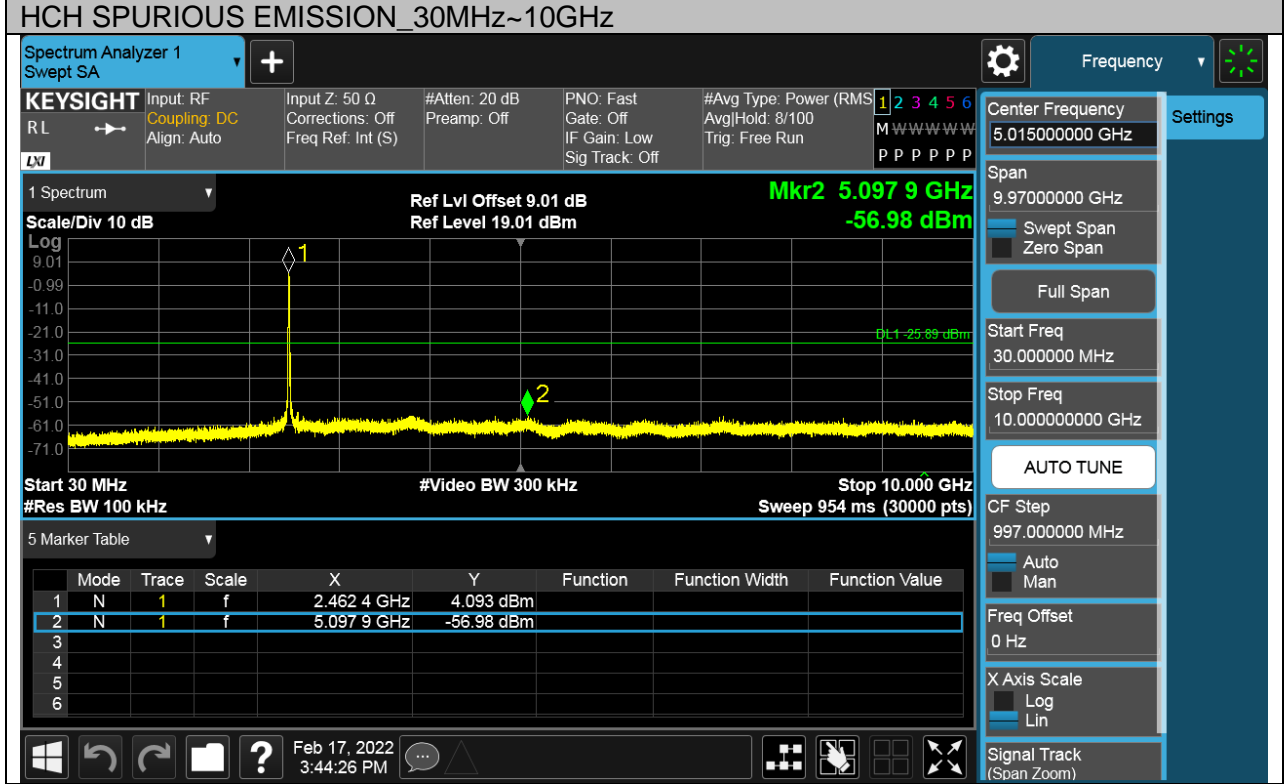 HCH SPURIOUS EMISSION_30MHz~10GHz
Spectrum Analyzer 1
Swept SA
+
Frequency
KEYSIGHT
RL
LXI
Input: RF
Coupling: DC
Align: Auto
Input Z: 50 Ω
Corrections: Off
Freq Ref: Int (S)
#Atten: 20 dB
Preamp: Off
PNO: Fast
Gate: Off
IF Gain: Low
Sig Track: Off
#Avg Type: Power (RMS
Avg|Hold: 8/100
Trig: Free Run
1 2 3 4 5 6
M W W W W W
P P P P P P
1 Spectrum
Scale/Div 10 dB
Ref Lvl Offset 9.01 dB
Ref Level 19.01 dBm
Mkr2 5.097 9 GHz
-56.98 dBm
Log
9.01
-0.99
-11.0
-21.0
-31.0
-41.0
-51.0
-61.0
-71.0
1
DL1 -25.89 dBm
2
Start 30 MHz
#Video BW 300 kHz
Stop 10.000 GHz
#Res BW 100 kHz
Sweep 954 ms (30000 pts)
5 Marker Table
Mode Trace Scale X Y Function Function Width Function Value
1 N 1 f 2.462 4 GHz 4.093 dBm
2 N 1 f 5.097 9 GHz -56.98 dBm
3
4
5
6
?
Feb 17, 2022
3:44:26 PM
Center Frequency
5.015000000 GHz
Settings
Span
9.97000000 GHz
Swept Span
Zero Span
Full Span
Start Freq
30.000000 MHz
Stop Freq
10.000000000 GHz
AUTO TUNE
CF Step
997.000000 MHz
Auto
Man
Freq Offset
0 Hz
X Axis Scale
Log
Lin
Signal Track
(Span Zoom)